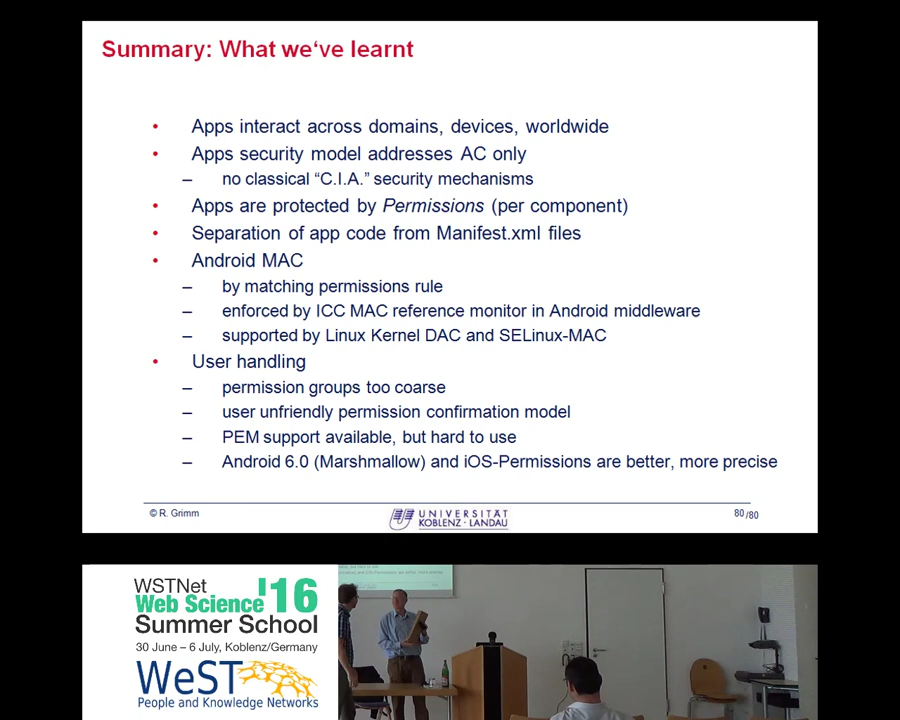 Summary: What we‘ve learnt
• Apps interact across domains, devices, worldwide
• Apps security model addresses AC only
– no classical “C.I.A.” security mechanisms
• Apps are protected by Permissions (per component)
• Separation of app code from Manifest.xml files
• Android MAC
– by matching permissions rule
– enforced by ICC MAC reference monitor in Android middleware
– supported by Linux Kernel DAC and SELinux-MAC
• User handling
– permission groups too coarse
– user unfriendly permission confirmation model
– PEM support available, but hard to use
– Android 6.0 (Marshmallow) and iOS-Permissions are better, more precise
© R. Grimm
UNIVERSITÄT
KOBLENZ · LANDAU
80/80
WSTNet
Web Science '16
Summer School
30 June – 6 July, Koblenz/Germany
WeST
People and Knowledge Networks